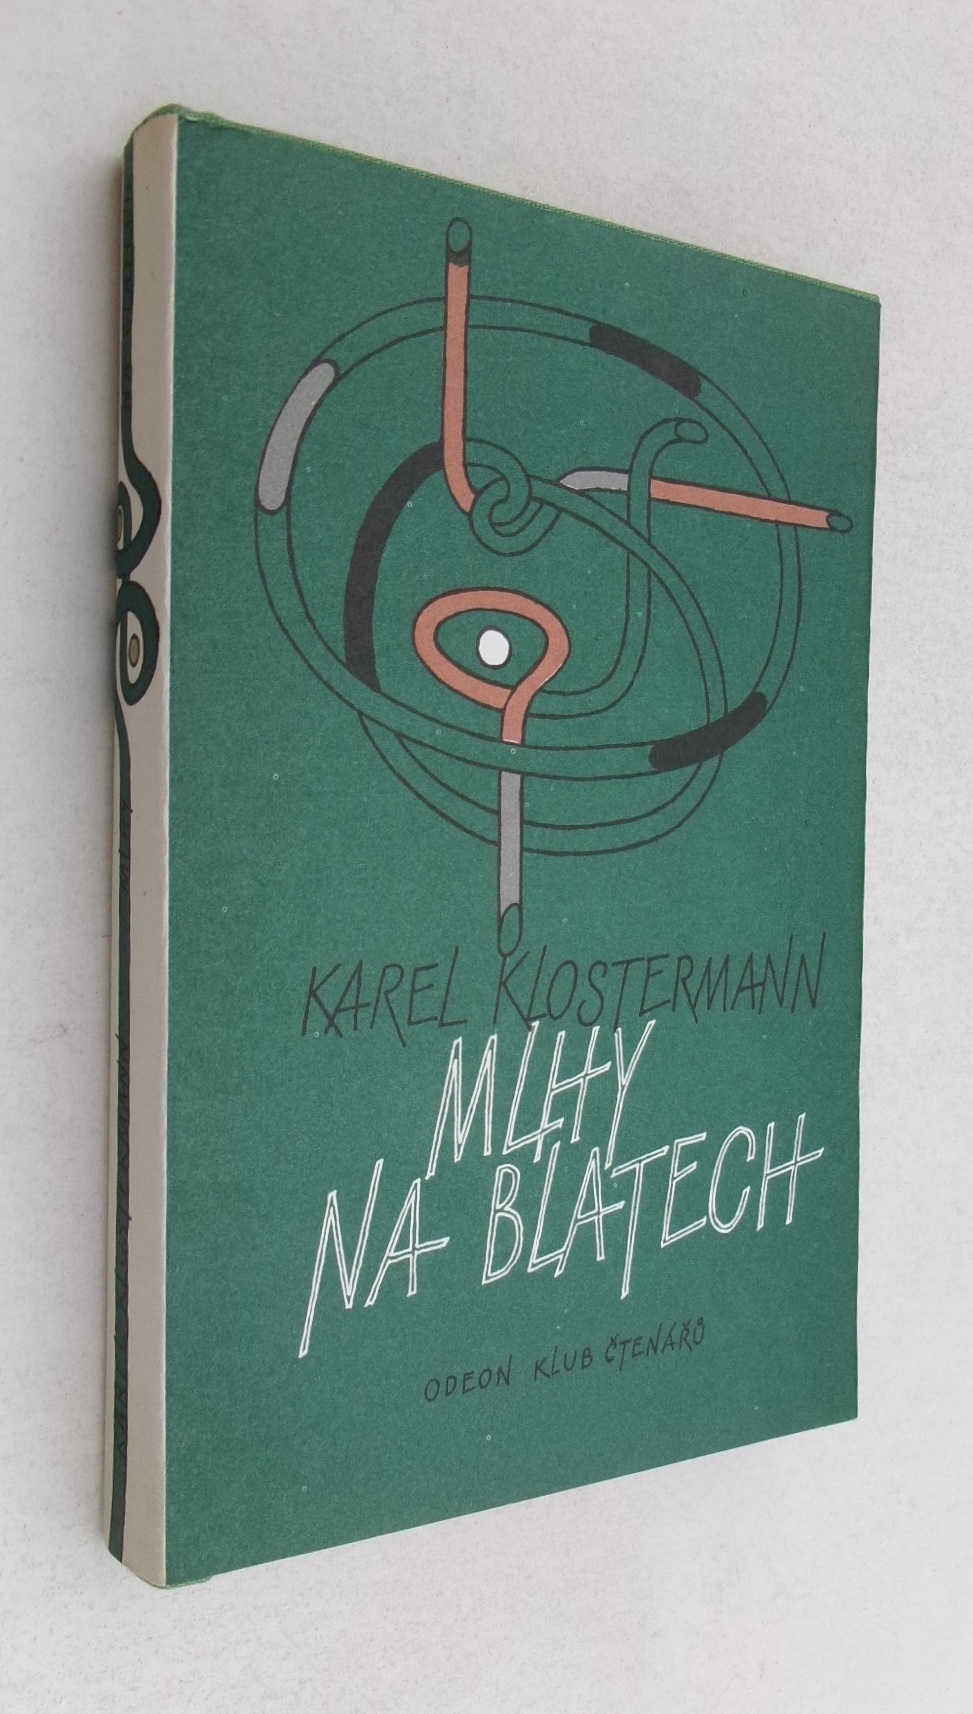 KAREL KLOSTERMANN
MLHY
NA BLATECH
ODEON KLUB ČTENÁŘŮ